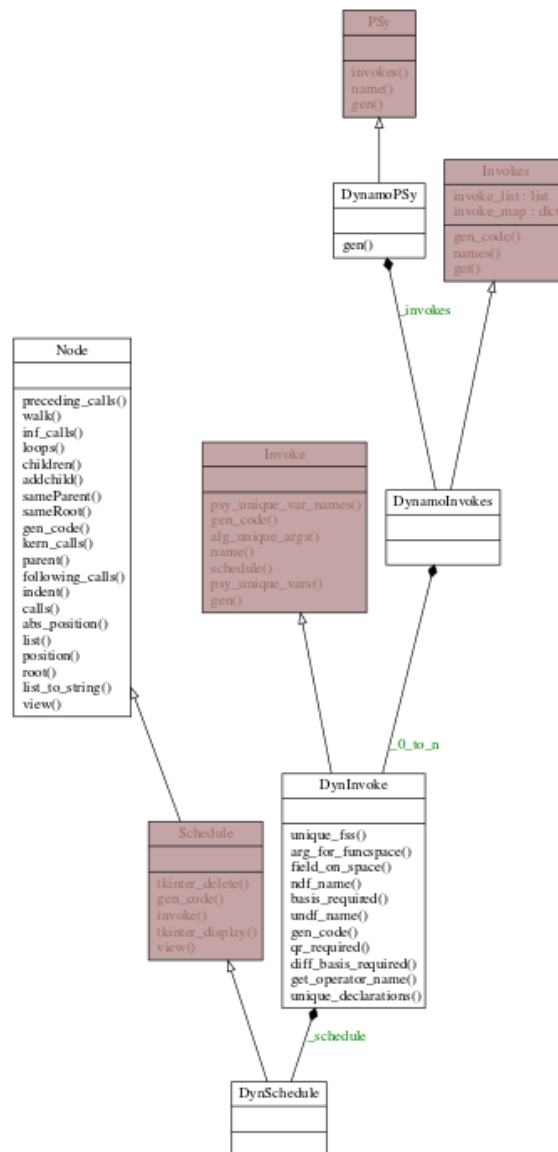 PSy
invokes()
name()
gen()
Invokes
invoke_list : list
invoke_map : dict
gen_code()
names()
get()
DynamoPSy
gen()
_invokes
Node
preceding_calls()
walk()
inf_calls()
loops()
children()
addchild()
sameParent()
sameRoot()
gen_code()
kern_calls()
parent()
following_calls()
indent()
calls()
abs_position()
list()
position()
root()
list_to_string()
view()
Invoke
psy_unique_var_names()
gen_code()
alg_unique_args()
name()
schedule()
psy_unique_vars()
gen()
DynamoInvokes
_0_to_n
DynInvoke
unique_fss()
arg_for_funcspace()
field_on_space()
ndf_name()
basis_required()
undf_name()
gen_code()
qr_required()
diff_basis_required()
get_operator_name()
unique_declarations()
Schedule
tkinter_delete()
gen_code()
invoke()
tkinter_display()
view()
_schedule
DynSchedule